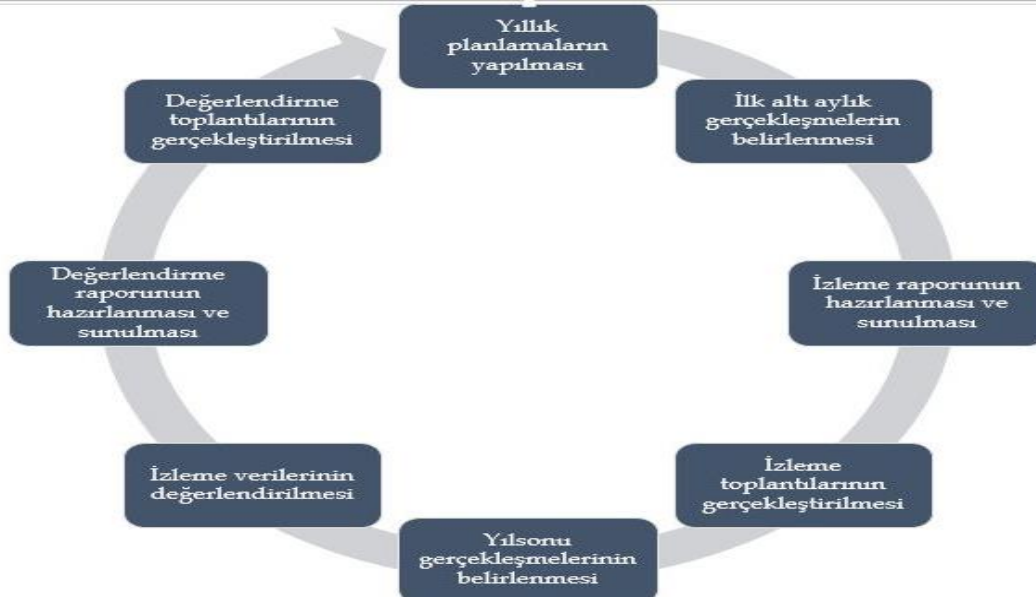 Yıllık
planlamaların
yapılması
İlk altı aylık
gerçekleşmelerin
belirlenmesi
İzleme raporunun
hazırlanması ve
sunulması
İzleme
toplantılarının
gerçekleştirilmesi
Yılsonu
gerçekleşmelerinin
belirlenmesi
İzleme verilerinin
değerlendirilmesi
Değerlendirme
raporunun
hazırlanması ve
sunulması
Değerlendirme
toplantılarının
gerçekleştirilmesi